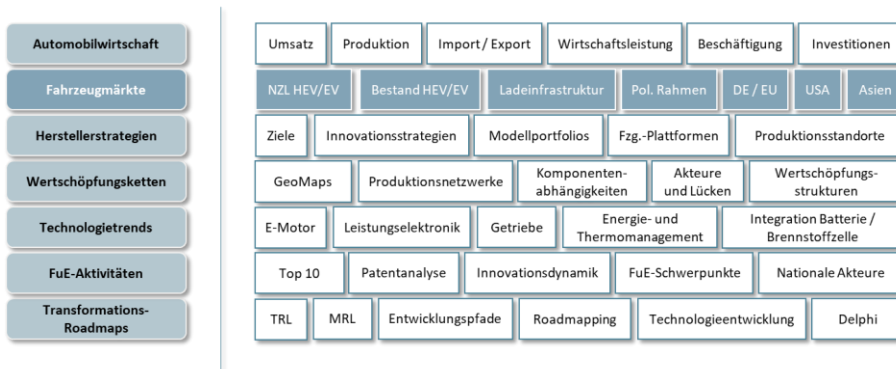 Automobilwirtschaft
Umsatz
Produktion
Import / Export
Wirtschaftsleistung
Beschäftigung
Investitionen
Fahrzeugmärkte
NZL HEV/EV
Bestand HEV/EV
Ladeinfrastruktur
Pol. Rahmen
DE / EU
USA
Asien
Herstellerstrategien
Ziele
Innovationsstrategien
Modellportfolios
Fzg.-Plattformen
Produktionsstandorte
Wertschöpfungsketten
GeoMaps
Produktionsnetzwerke
Komponenten-
abhängigkeiten
Akteure
und Lücken
Wertschöpfungs-
strukturen
Technologietrends
E-Motor
Leistungselektronik
Getriebe
Energie- und
Thermomanagement
Integration Batterie /
Brennstoffzelle
FuE-Aktivitäten
Top 10
Patentanalyse
Innovationsdynamik
FuE-Schwerpunkte
Nationale Akteure
Transformations-
Roadmaps
TRL
MRL
Entwicklungspfade
Roadmapping
Technologieentwicklung
Delphi